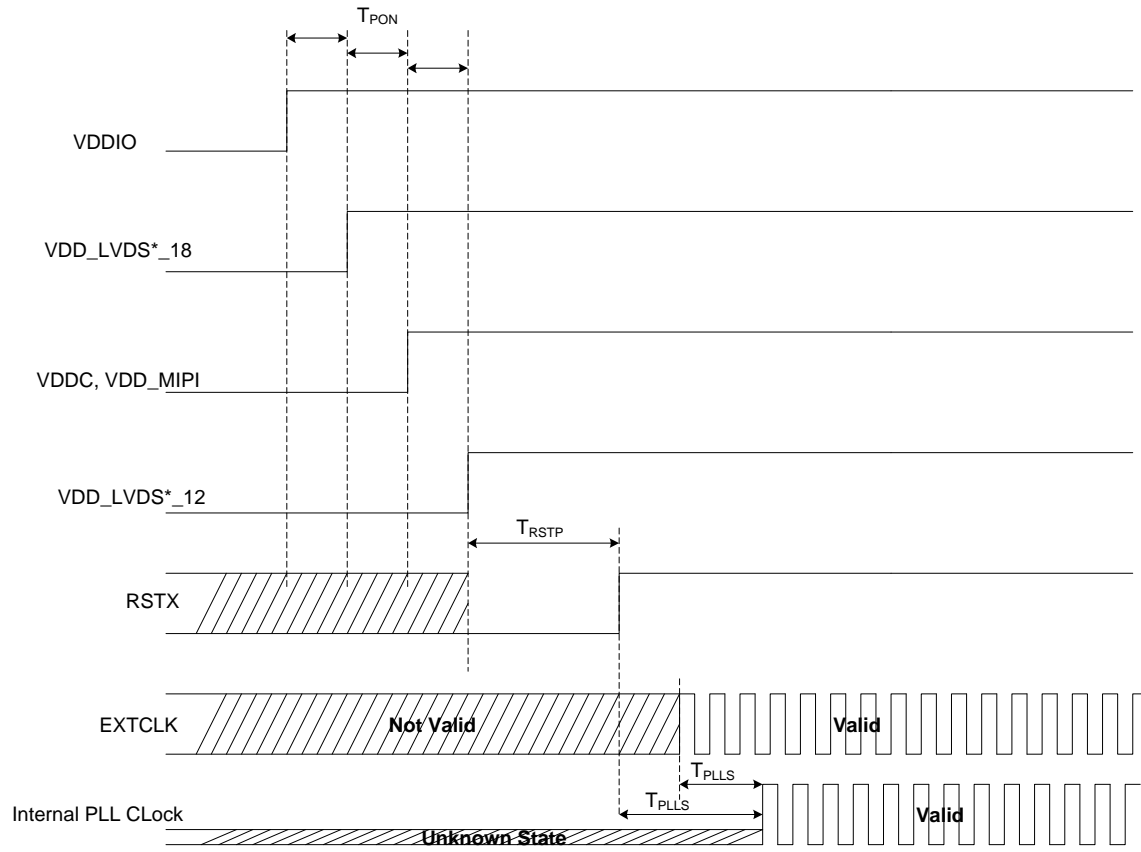 TPON
VDDIO
VDD_LVDS*_18
VDDC, VDD_MIPI
VDD_LVDS*_12
TRSTP
RSTX
EXTCLK
Not Valid
Valid
TPLLS
TPLLS
Internal PLL CLock
Valid
Unknown State